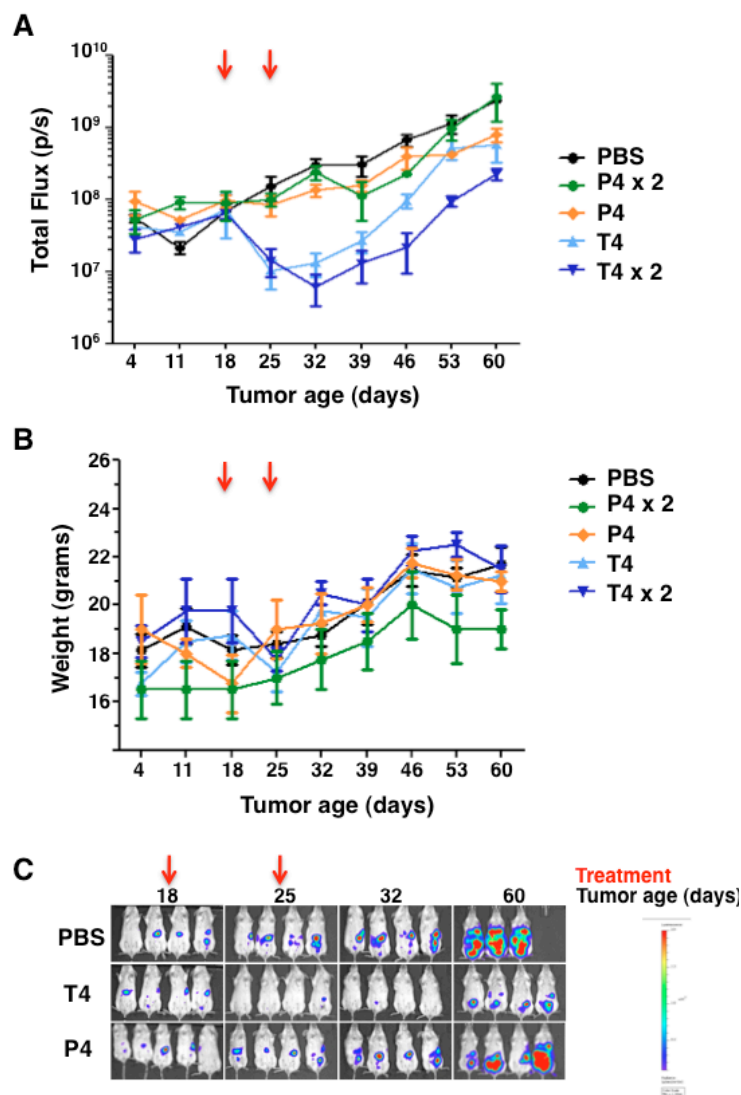 A
10^10
10^9
10^8
10^7
10^6
Total Flux (p/s)
4 11 18 25 32 39 46 53 60
Tumor age (days)
PBS
P4 x 2
P4
T4
T4 x 2
B
26
24
22
20
18
16
Weight (grams)
4 11 18 25 32 39 46 53 60
Tumor age (days)
PBS
P4 x 2
P4
T4
T4 x 2
C
Treatment
18 25 32 60 Tumor age (days)
PBS
T4
P4